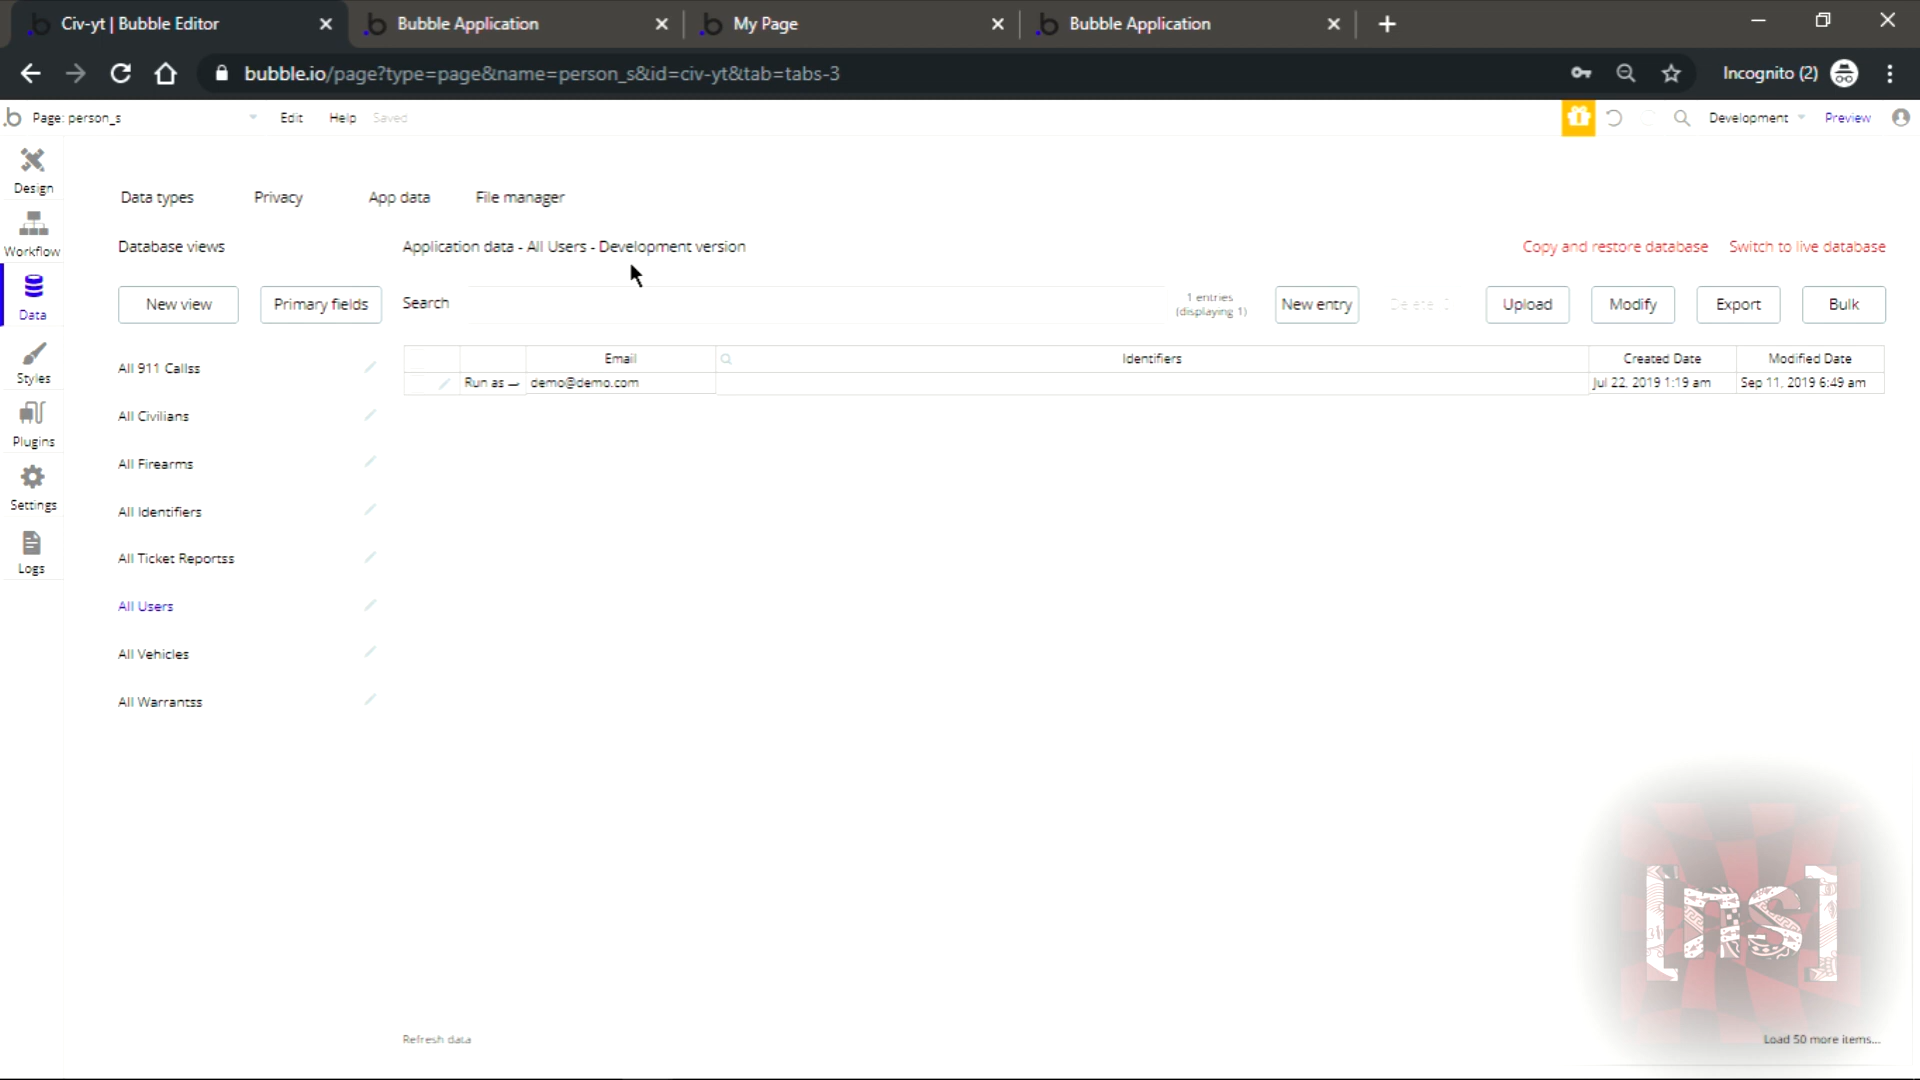 Civ-yt | Bubble Editor
Bubble Application
My Page
Bubble Application
bubble.io/page?type=page&name=person_s&id=civ-yt&tab=tabs-3
Incognito (2)
Page: person_s
Edit
Help
Saved
Development
Preview
Design
Workflow
Data
Styles
Plugins
Settings
Logs
Data types
Privacy
App data
File manager
Database views
Application data - All Users - Development version
Copy and restore database
Switch to live database
New view
Primary fields
Search
1 entries
(displaying 1)
New entry
Upload
Modify
Export
Bulk
All 911 Callss
All Civilians
All Firearms
All Identifiers
All Ticket Reportss
All Users
All Vehicles
All Warrantss
Email
Identifiers
Created Date
Modified Date
Run as
demo@demo.com
Jul 22, 2019 1:19 am
Sep 11, 2019 6:49 am
[ns]
Refresh data
Load 50 more items...